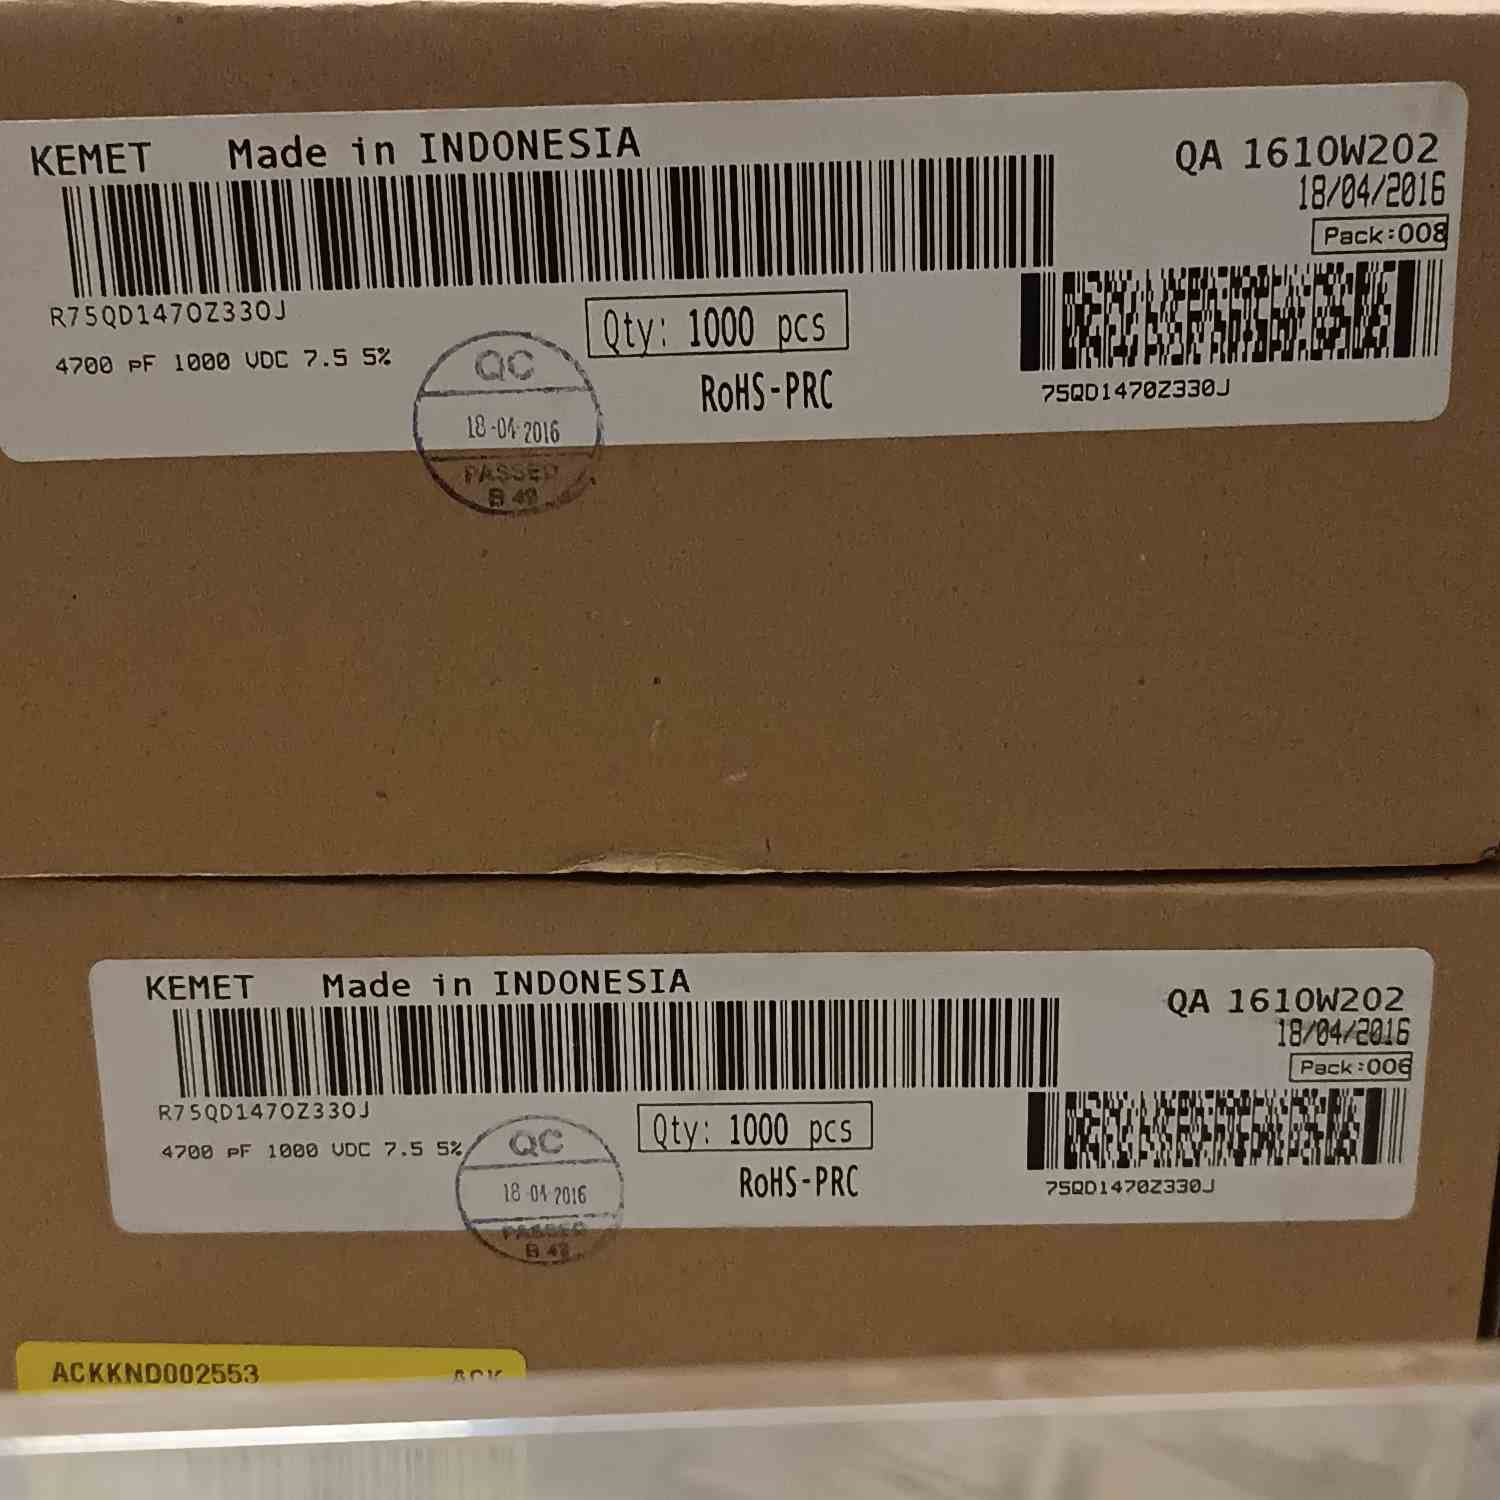 KEMET Made in INDONESIA
QA 1610W202
18/04/2016
Pack:008
R75QD1470Z330J
Qty: 1000 pcs
4700 pF 1000 VDC 7.5 5%
RoHS-PRC
75QD1470Z330J
QC
18-04-2016
PASSED
KEMET Made in INDONESIA
QA 1610W202
18/04/2016
Pack:006
R75QD1470Z330J
Qty: 1000 pcs
4700 pF 1000 VDC 7.5 5%
RoHS-PRC
75QD1470Z330J
QC
18-04-2016
PASSED
ACKKND002553 ACK